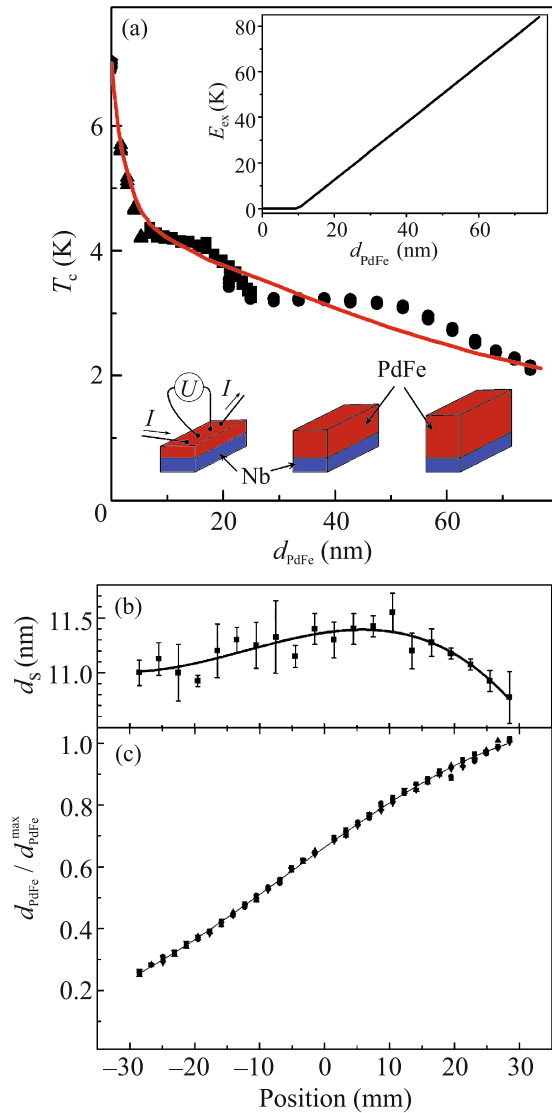 (a)
80
60
40
20
0
E_ex (K)
0 20 40 60
d_PdFe (nm)
6
4
2
0
T_c (K)
U
I I
PdFe
Nb
20 40 60
d_PdFe (nm)
(b)
11.5
11.0
d_S (nm)
(c)
1.0
0.8
0.6
0.4
0.2
d_PdFe / d_PdFe^max
−30 −20 −10 0 10 20 30
Position (mm)